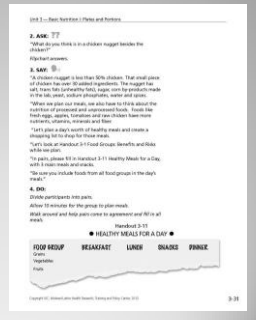 Unit 3 – Basic Nutrition | Plates and Portions
2. ASK: ??
"What do you think is in a chicken nugget besides the
chicken?"
Flipchart answers.
3. SAY:
"A chicken nugget is less than 50% chicken. That small piece
of chicken has over 30 added ingredients. The nugget has
salt, trans fats (unhealthy fats), sugar, corn by-products made
in the lab, yeast, sodium phosphates, water and spices.
"When we plan our meals, we also have to think about the
nutrition of processed and unprocessed foods. Foods like
fresh eggs, apples, tomatoes and raw chicken have more
nutrients, vitamins, minerals and fiber.
"Let's plan a day's worth of healthy meals and create a
shopping list to shop for those meals.
"Let's look at Handout 3-1 Food Groups: Benefits and Risks
while we plan.
"In pairs, please fill in Handout 3-11 Healthy Meals for a Day,
with 3 main meals and snacks.
"Be sure you include foods from all food groups in the day's
meals."
4. DO:
Divide participants into pairs.
Allow 10 minutes for the group to plan meals.
Walk around and help pairs come to agreement and fill in all
meals.
Handout 3-11
● HEALTHY MEALS FOR A DAY ●
FOOD GROUP BREAKFAST LUNCH SNACKS DINNER
Grains
Vegetables
Fruits
3-31